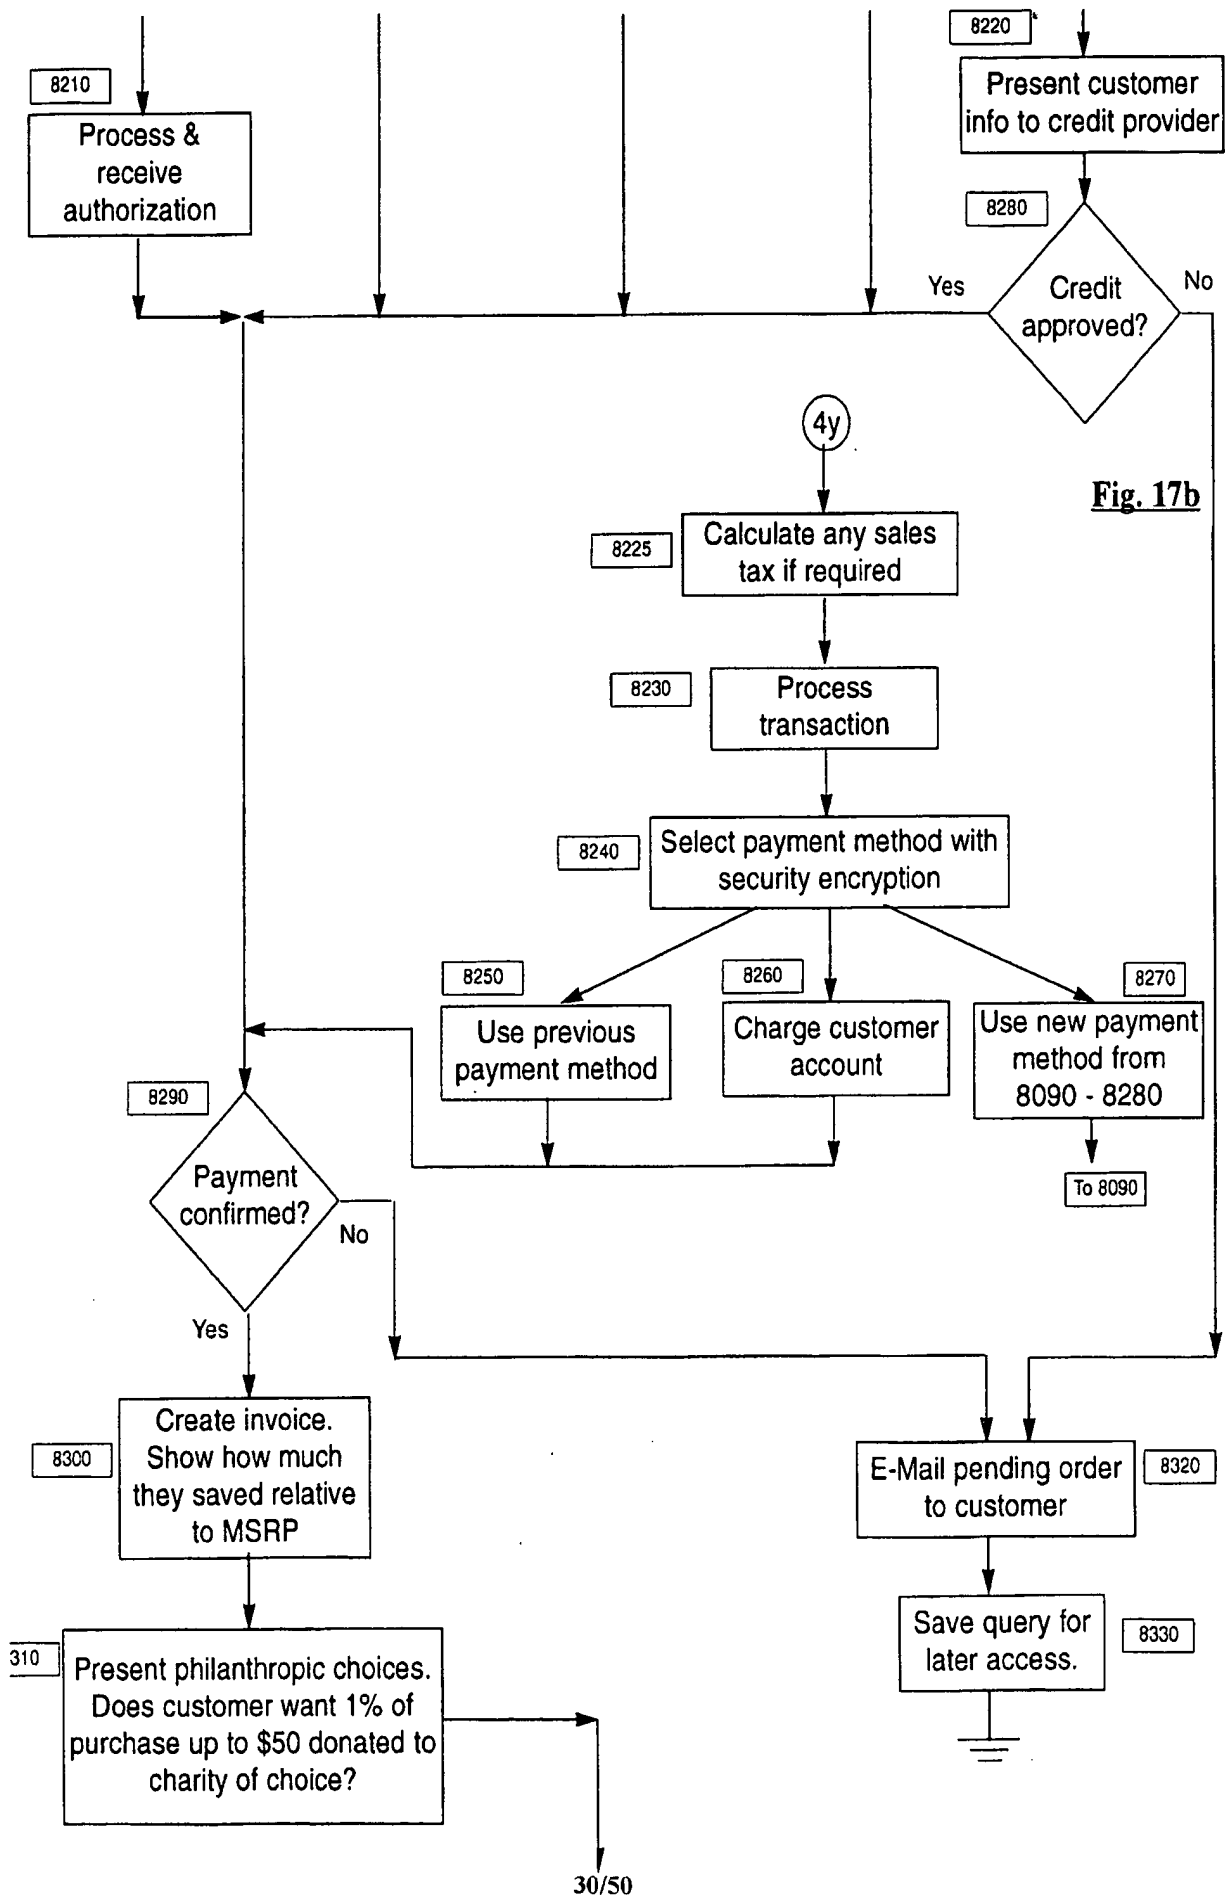 8220
Present customer
info to credit provider
8210
Process &
receive
authorization
8280
Credit
approved?
Yes
No
4y
Fig. 17b
8225
Calculate any sales
tax if required
8230
Process
transaction
8240
Select payment method with
security encryption
8250
Use previous
payment method
8260
Charge customer
account
8270
Use new payment
method from
8090 - 8280
To 8090
8290
Payment
confirmed?
No
Yes
8300
Create invoice.
Show how much
they saved relative
to MSRP
8320
E-Mail pending order
to customer
8330
Save query for
later access.
310
Present philanthropic choices.
Does customer want 1% of
purchase up to $50 donated to
charity of choice?
30/50